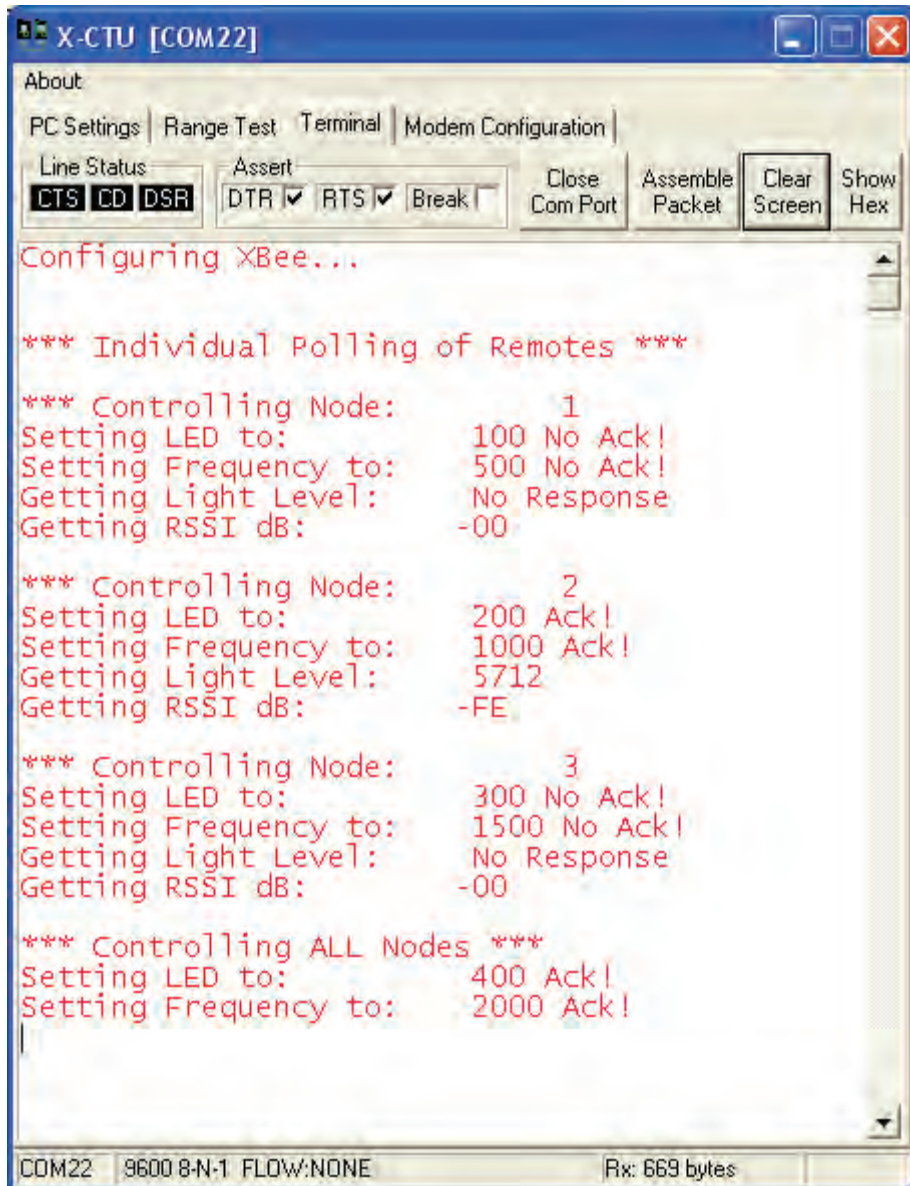 X-CTU [COM22]
About
PC Settings Range Test Terminal Modem Configuration
Line Status
CTS CD DSR
Assert
DTR RTS Break
Close Com Port
Assemble Packet
Clear Screen
Show Hex
Configuring XBee...
*** Individual Polling of Remotes ***
*** Controlling Node: 1
Setting LED to: 100 No Ack!
Setting Frequency to: 500 No Ack!
Getting Light Level: No Response
Getting RSSI dB: -00
*** Controlling Node: 2
Setting LED to: 200 Ack!
Setting Frequency to: 1000 Ack!
Getting Light Level: 5712
Getting RSSI dB: -FE
*** Controlling Node: 3
Setting LED to: 300 No Ack!
Setting Frequency to: 1500 No Ack!
Getting Light Level: No Response
Getting RSSI dB: -00
*** Controlling ALL Nodes ***
Setting LED to: 400 Ack!
Setting Frequency to: 2000 Ack!
COM22 9600 8-N-1 FLOW:NONE Rx: 669 bytes